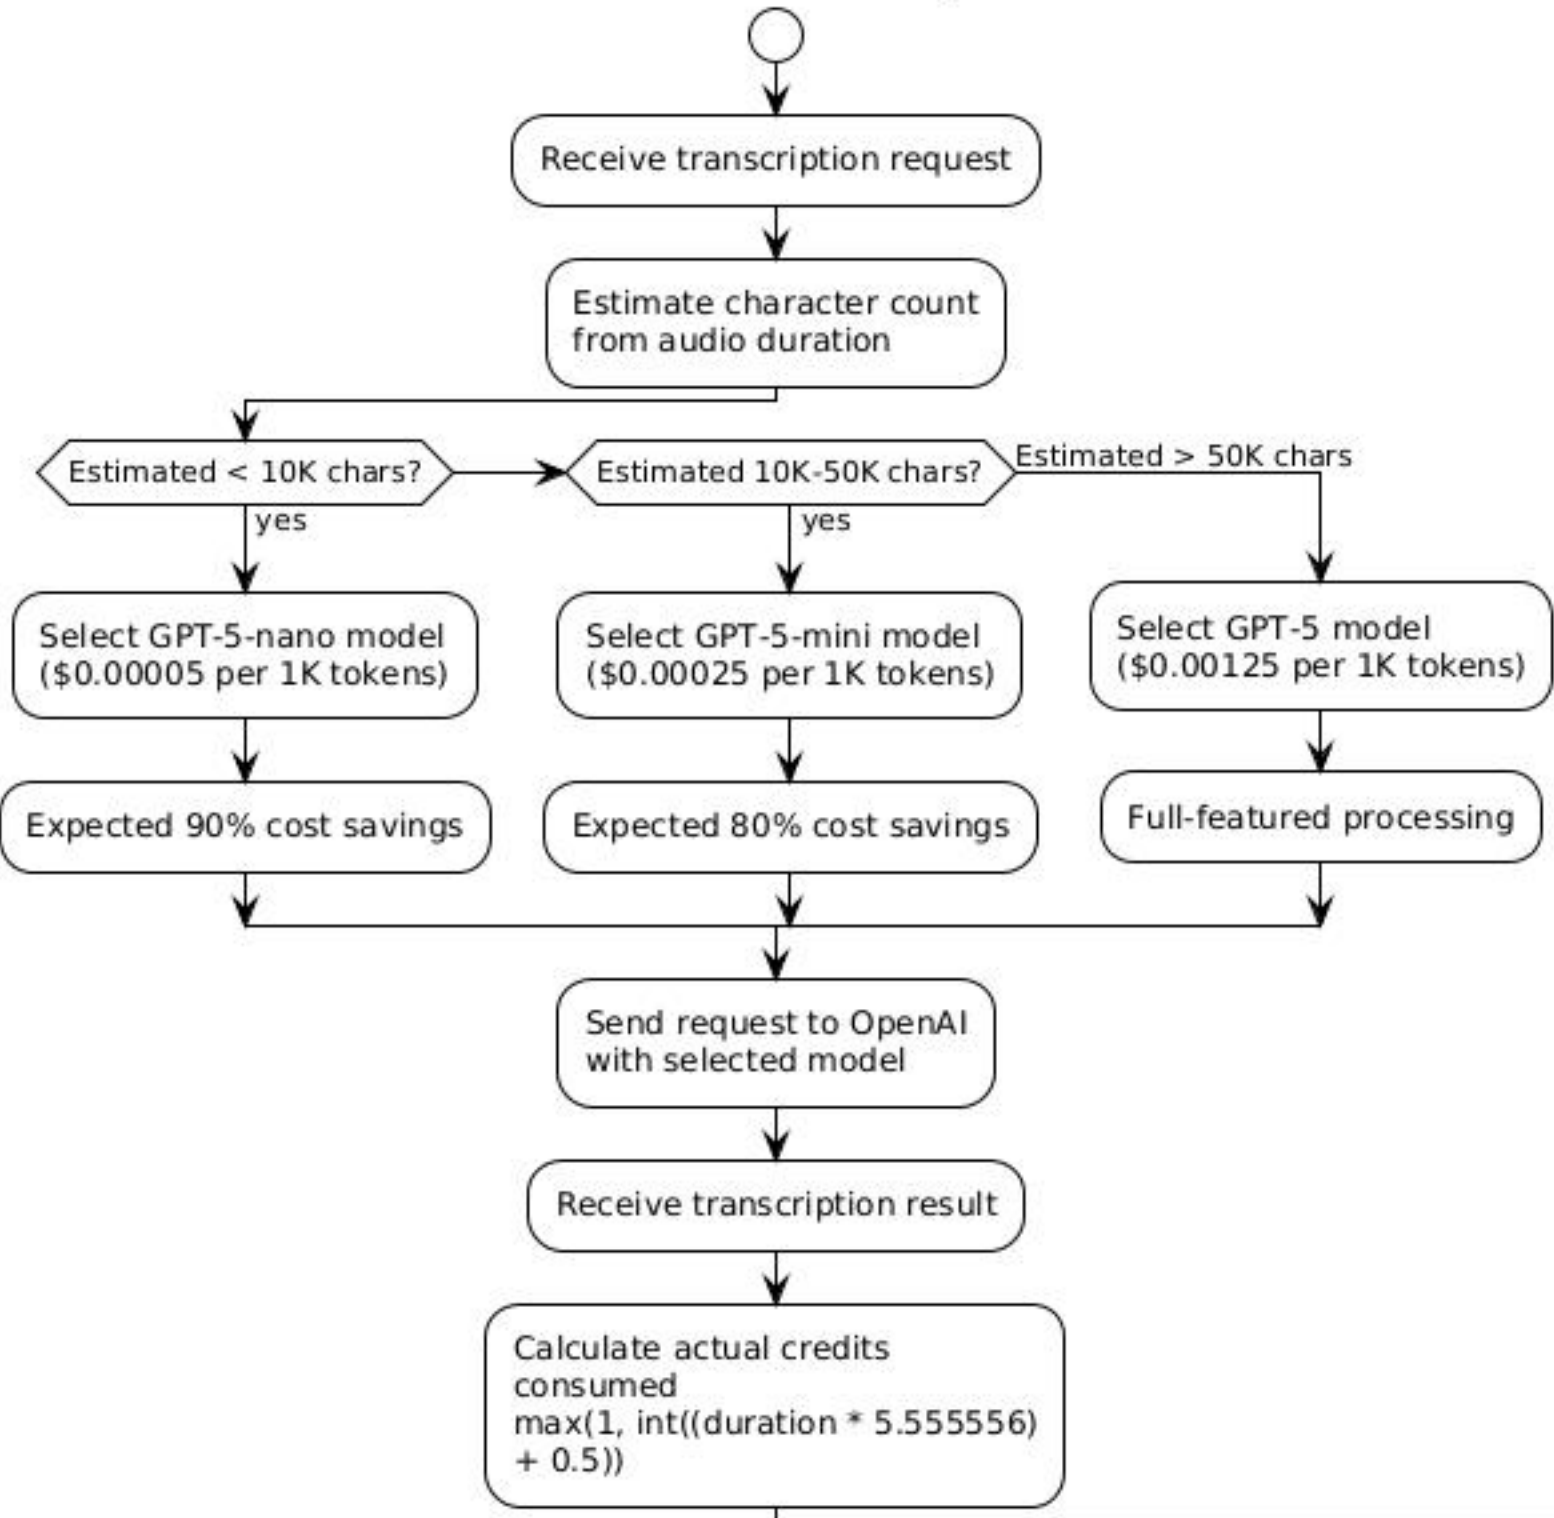 Receive transcription request
Estimate character count
from audio duration
Estimated < 10K chars?
Estimated 10K-50K chars?
Estimated > 50K chars
yes
yes
Select GPT-5-nano model
($0.00005 per 1K tokens)
Select GPT-5-mini model
($0.00025 per 1K tokens)
Select GPT-5 model
($0.00125 per 1K tokens)
Expected 90% cost savings
Expected 80% cost savings
Full-featured processing
Send request to OpenAI
with selected model
Receive transcription result
Calculate actual credits
consumed
max(1, int((duration * 5.555556)
+ 0.5))